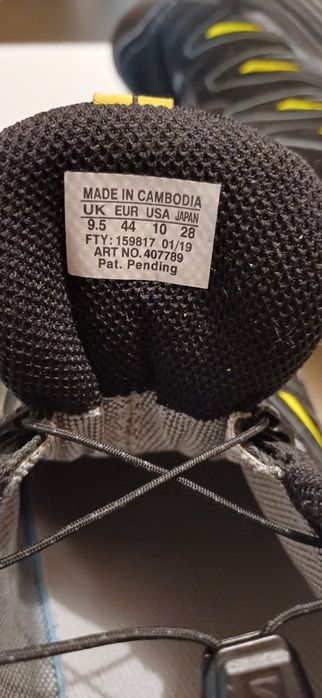 MADE IN CAMBODIA
UK EUR USA JAPAN
9.5 44 10 28
FTY: 159817 01/19
ART NO. 407789
Pat. Pending